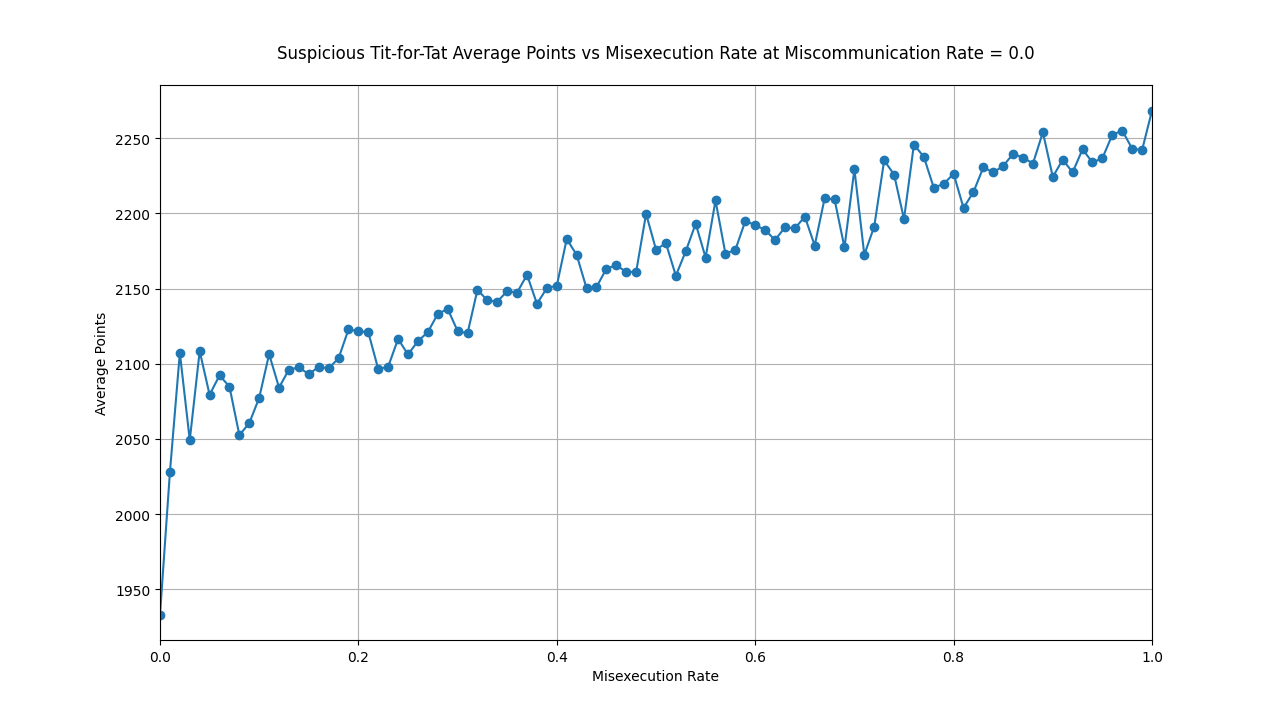 Suspicious Tit-for-Tat Average Points vs Misexecution Rate at Miscommunication Rate = 0.0
Average Points
2250
2200
2150
2100
2050
2000
1950
0.0 0.2 0.4 0.6 0.8 1.0
Misexecution Rate